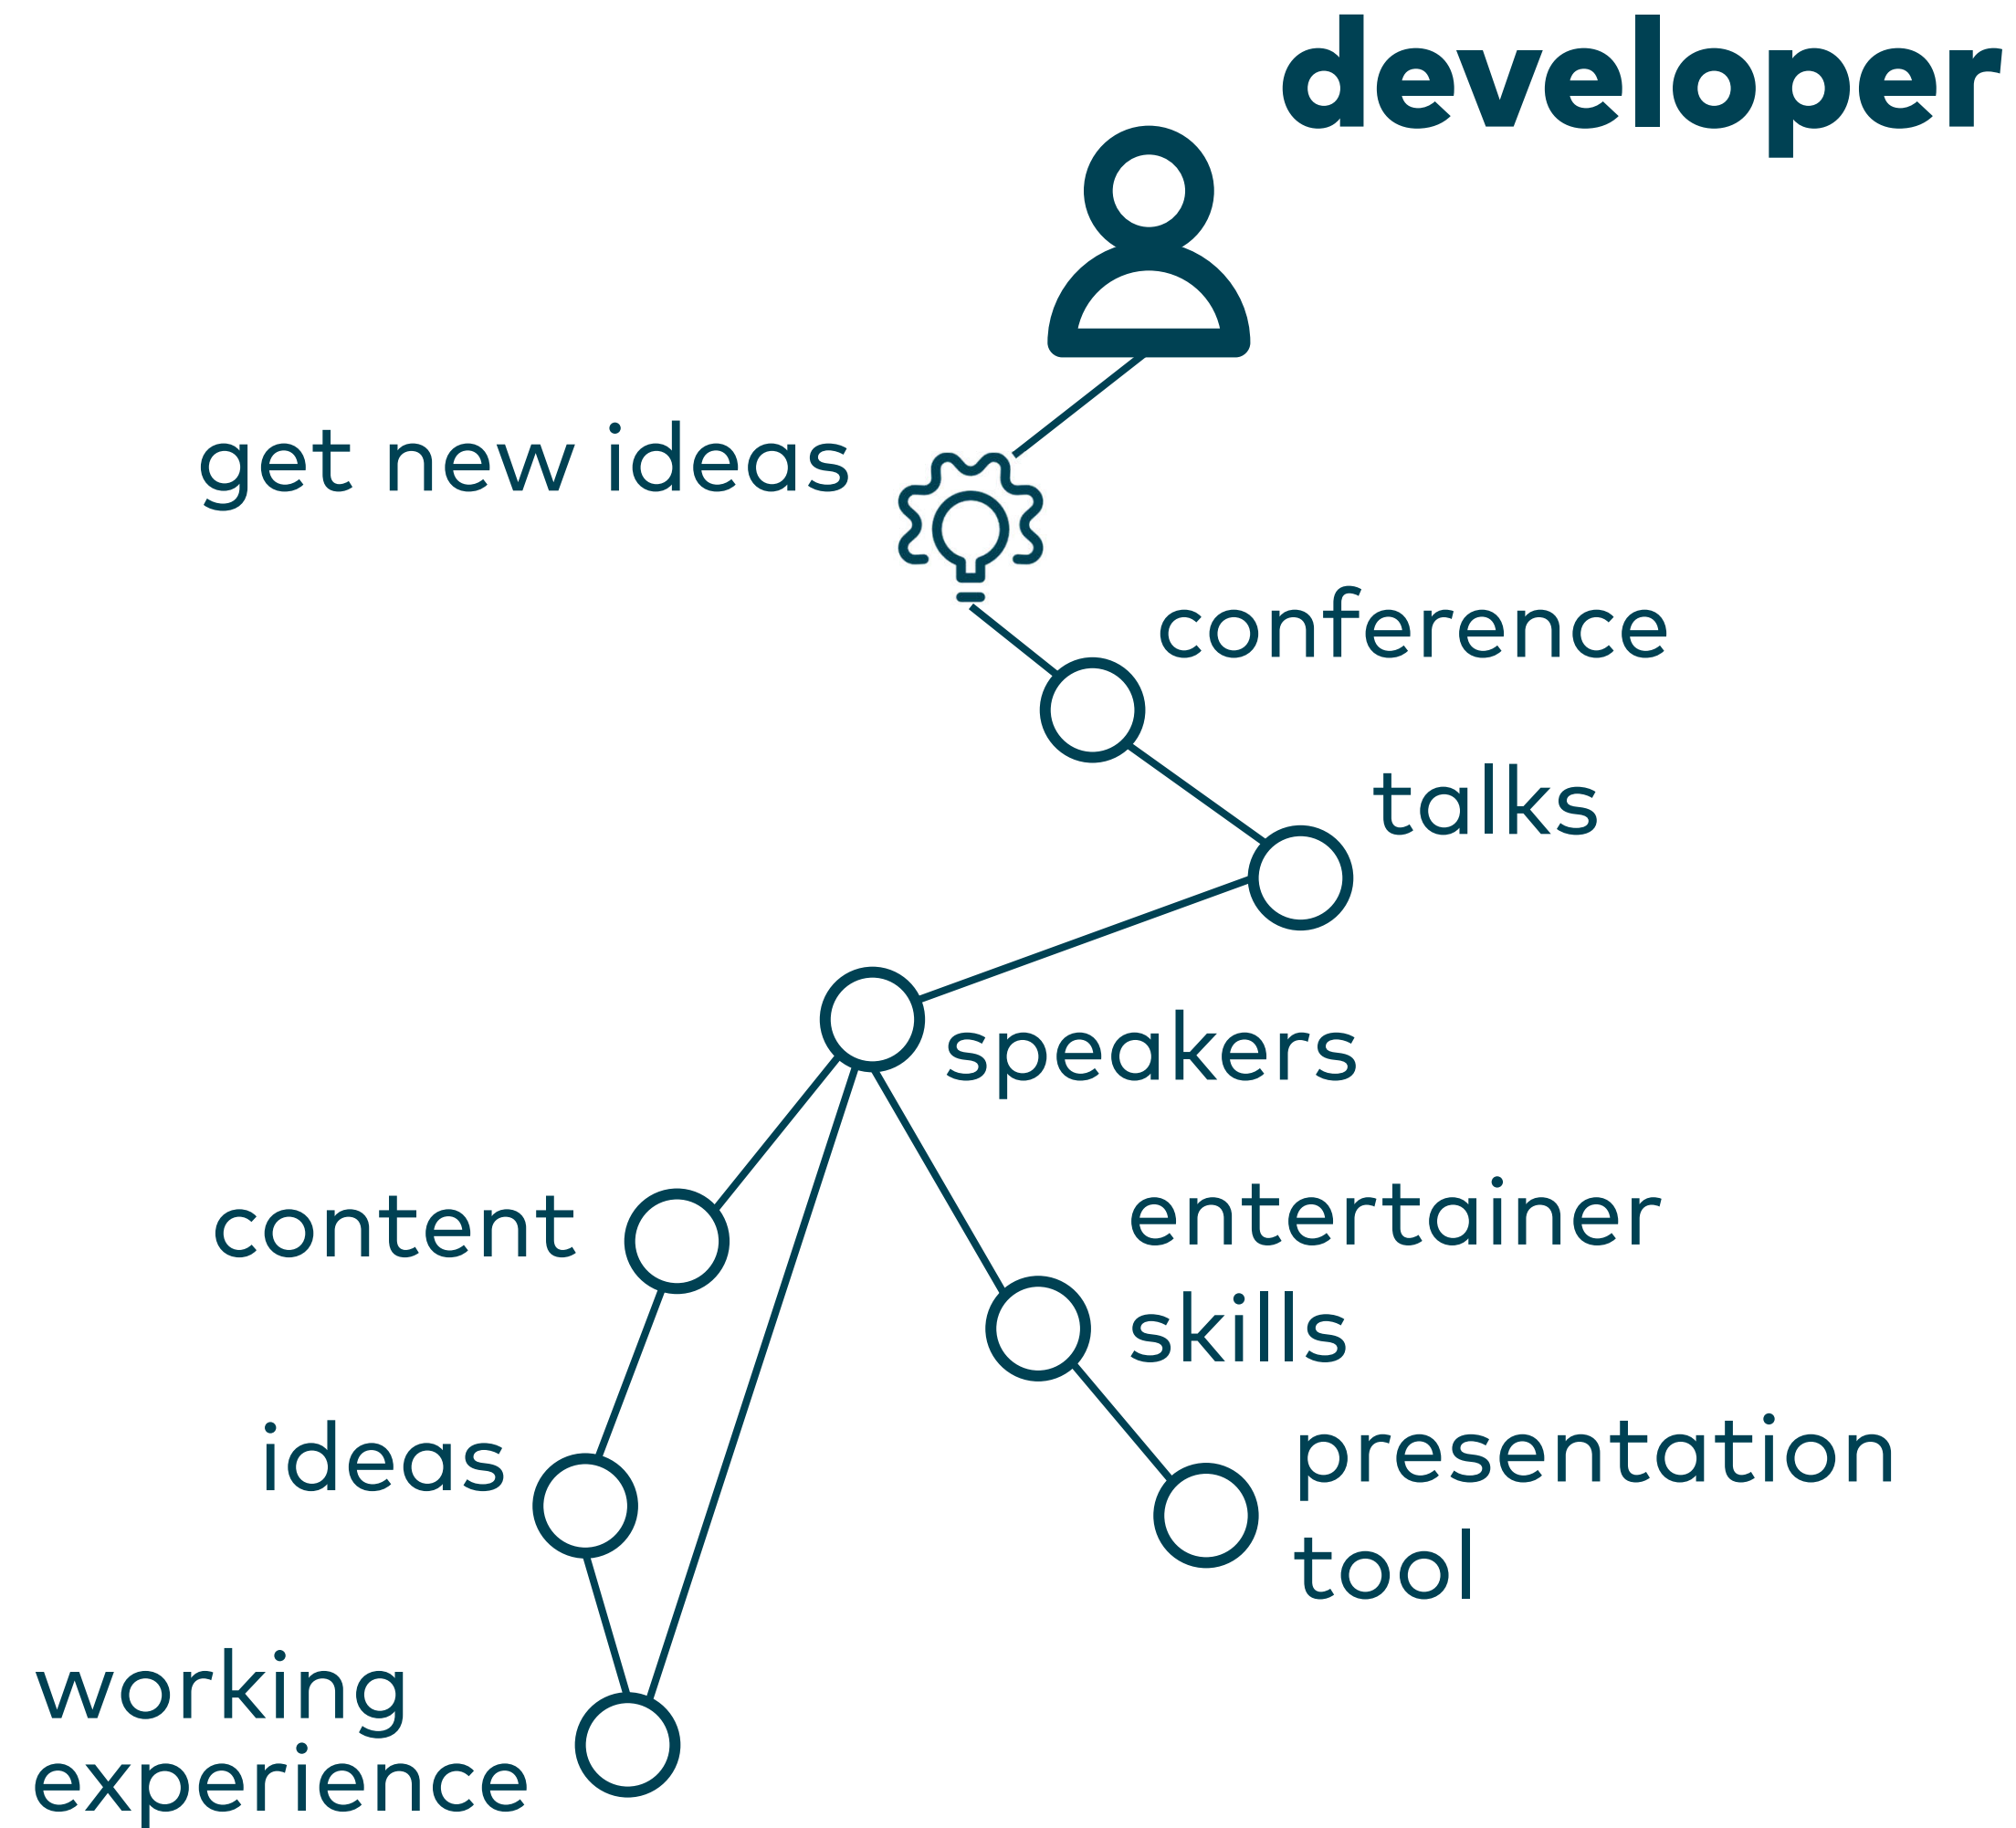 developer
get new ideas
conference
talks
speakers
content
entertainer
skills
ideas
presentation
tool
working
experience